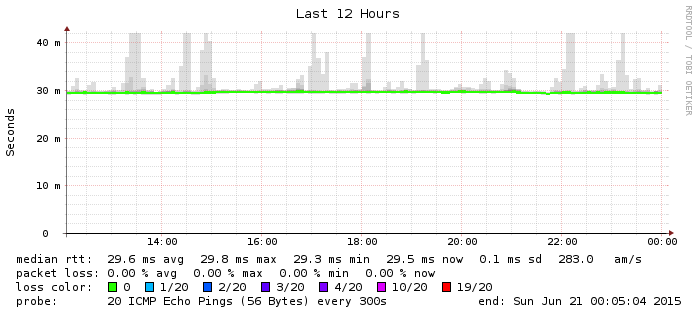 Last 12 Hours
RRDTOOL / TOBI OETIKER
Seconds
40 m
30 m
20 m
10 m
0
14:00 16:00 18:00 20:00 22:00 00:00
median rtt: 29.6 ms avg 29.8 ms max 29.3 ms min 29.5 ms now 0.1 ms sd 283.0 am/s
packet loss: 0.00 % avg 0.00 % max 0.00 % min 0.00 % now
loss color: 0 1/20 2/20 3/20 4/20 10/20 19/20
probe: 20 ICMP Echo Pings (56 Bytes) every 300s end: Sun Jun 21 00:05:04 2015